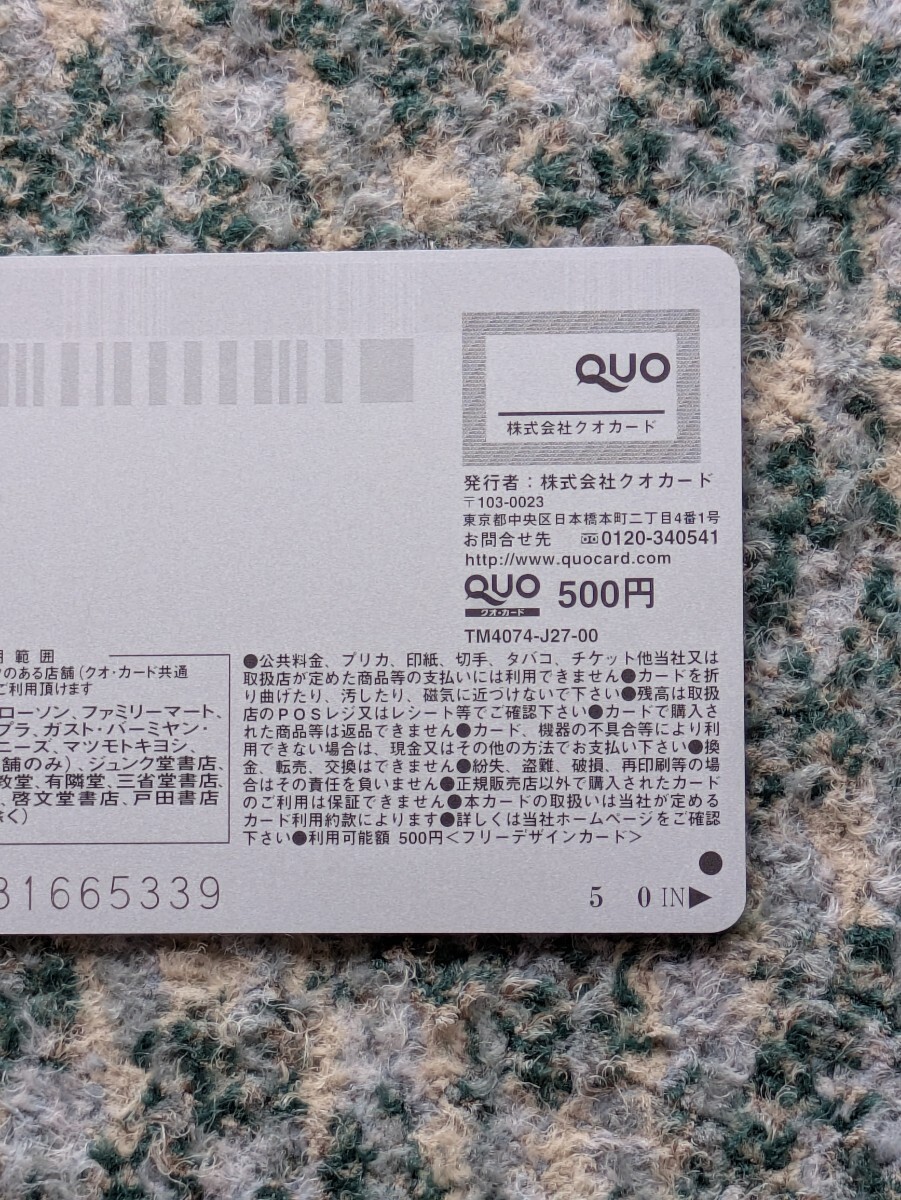 QUO
株式会社クオカード
発行者：株式会社クオカード
〒103-0023
東京都中央区日本橋本町二丁目4番1号
お問合せ先 0120-340541
http://www.quocard.com
QUO 500円
クオ・カード
TM4074-J27-00
用範囲
のある店舗(クオ・カード共通
ご利用頂けます
ローソン、ファミリーマート、
プラ、ガスト・バーミヤン・
ニーズ、マツモトキヨシ、
舗のみ)、ジュンク堂書店、
教堂、有隣堂、三省堂書店、
、啓文堂書店、戸田書店
除く)
●公共料金、プリカ、印紙、切手、タバコ、チケット他当社又は
取扱店が定めた商品等の支払いには利用できません●カードを折
り曲げたり、汚したり、磁気に近づけないで下さい●残高は取扱
店のPOSレジ又はレシート等でご確認下さい●カードで購入さ
れた商品等は返品できません●カード、機器の不具合等により利
用できない場合は、現金又はその他の方法でお支払い下さい●換
金、転売、交換はできません●紛失、盗難、破損、再印刷等の場
合はその責任を負いません●正規販売店以外で購入されたカード
のご利用は保証できません●本カードの取扱いは当社が定める
カード利用約款によります●詳しくは当社ホームページをご確認
下さい●利用可能額 500円＜フリーデザインカード＞
31665339
5 0 IN▶